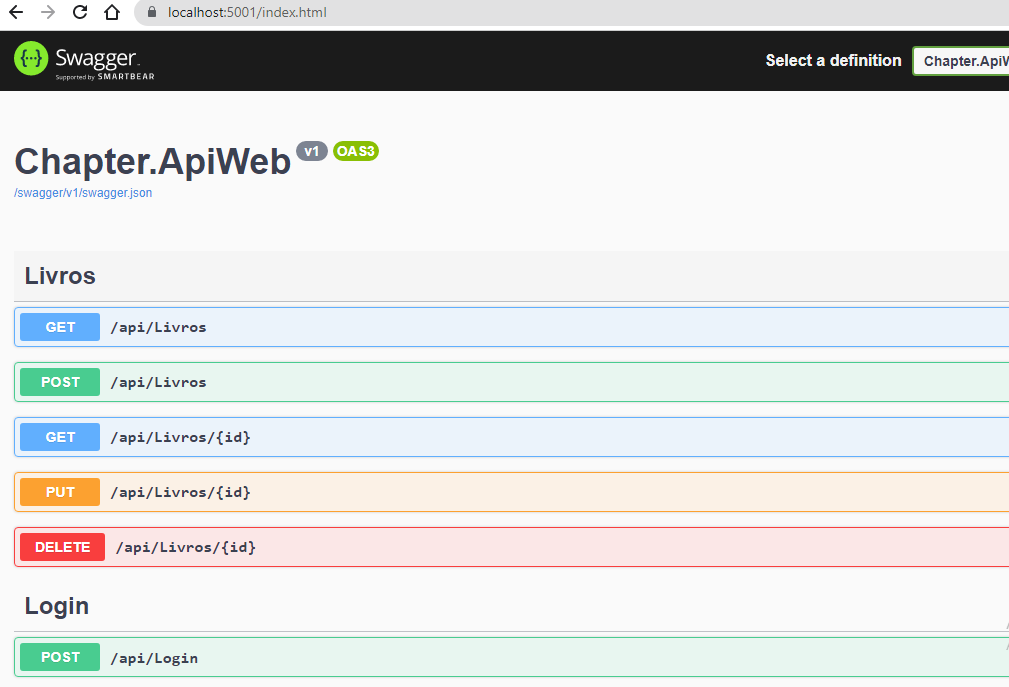 localhost:5001/index.html
Swagger
Supported by SMARTBEAR
Select a definition
Chapter.ApiW
Chapter.ApiWeb v1 OAS3
/swagger/v1/swagger.json
Livros
GET /api/Livros
POST /api/Livros
GET /api/Livros/{id}
PUT /api/Livros/{id}
DELETE /api/Livros/{id}
Login
POST /api/Login